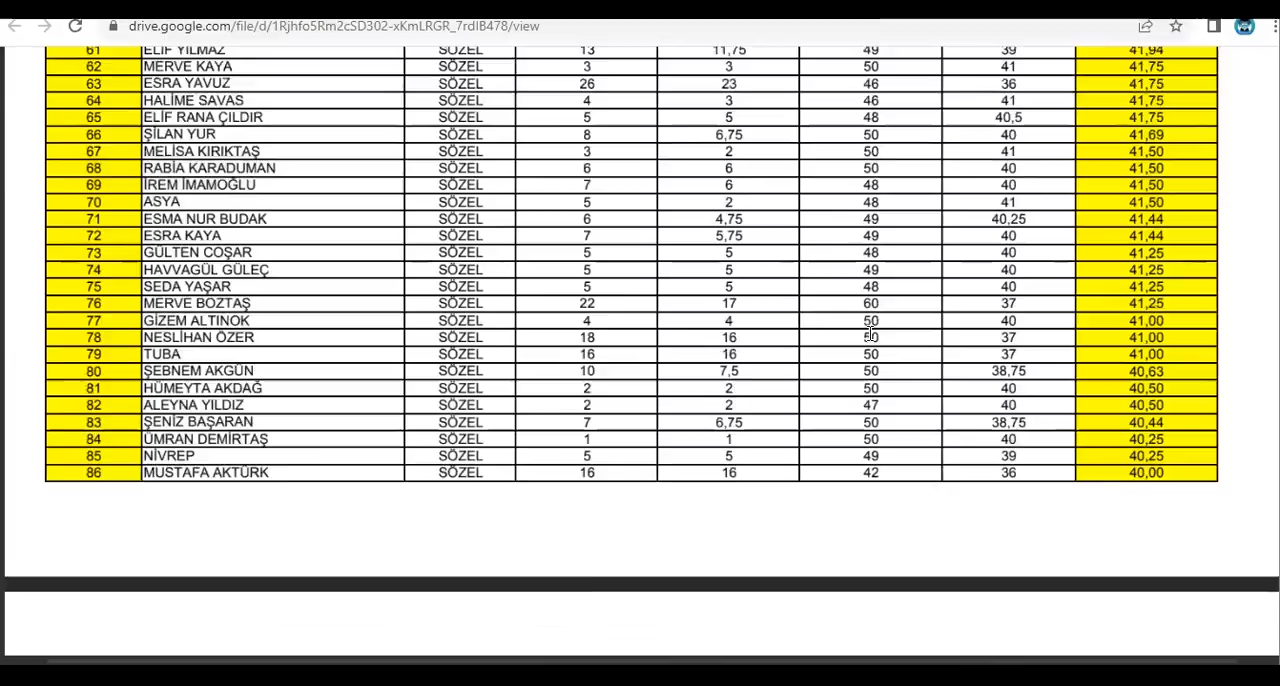 drive.google.com/file/d/1Rjhfo5Rm2cSD302-xKmLRGR_7rdIB478/view
61 ELİF YILMAZ SÖZEL 13 11,75 49 39 41,94
62 MERVE KAYA SÖZEL 3 3 50 41 41,75
63 ESRA YAVUZ SÖZEL 26 23 46 36 41,75
64 HALİME SAVAS SÖZEL 4 3 46 41 41,75
65 ELİF RANA ÇILDIR SÖZEL 5 5 48 40,5 41,75
66 ŞİLAN YUR SÖZEL 8 6,75 50 40 41,69
67 MELİSA KIRIKTAŞ SÖZEL 3 2 50 41 41,50
68 RABİA KARADUMAN SÖZEL 6 6 50 40 41,50
69 İREM İMAMOĞLU SÖZEL 7 6 48 40 41,50
70 ASYA SÖZEL 5 2 48 41 41,50
71 ESMA NUR BUDAK SÖZEL 6 4,75 49 40,25 41,44
72 ESRA KAYA SÖZEL 7 5,75 49 40 41,44
73 GÜLTEN COŞAR SÖZEL 5 5 48 40 41,25
74 HAVVAGÜL GÜLEÇ SÖZEL 5 5 49 40 41,25
75 SEDA YAŞAR SÖZEL 5 5 48 40 41,25
76 MERVE BOZTAŞ SÖZEL 22 17 60 37 41,25
77 GİZEM ALTINOK SÖZEL 4 4 50 40 41,00
78 NESLİHAN ÖZER SÖZEL 18 16 50 37 41,00
79 TUBA SÖZEL 16 16 50 37 41,00
80 ŞEBNEM AKGÜN SÖZEL 10 7,5 50 38,75 40,63
81 HÜMEYTA AKDAĞ SÖZEL 2 2 50 40 40,50
82 ALEYNA YILDIZ SÖZEL 2 2 47 40 40,50
83 ŞENİZ BAŞARAN SÖZEL 7 6,75 50 38,75 40,44
84 ÜMRAN DEMİRTAŞ SÖZEL 1 1 50 40 40,25
85 NİVREP SÖZEL 5 5 49 39 40,25
86 MUSTAFA AKTÜRK SÖZEL 16 16 42 36 40,00